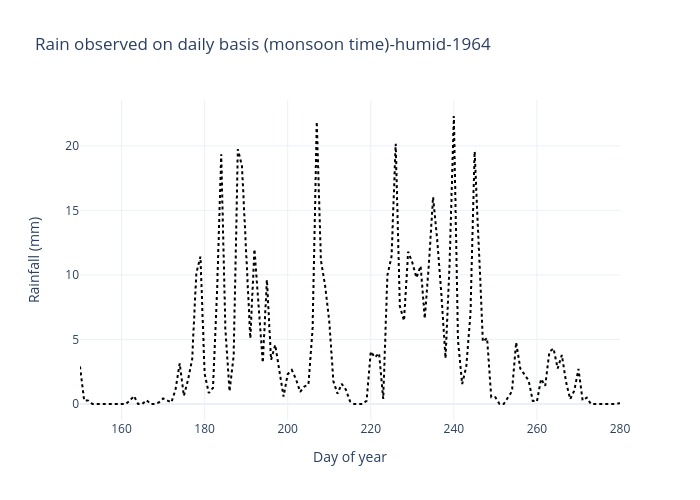 Rain observed on daily basis (monsoon time)-humid-1964
20
15
10
5
0
Rainfall (mm)
160 180 200 220 240 260 280
Day of year